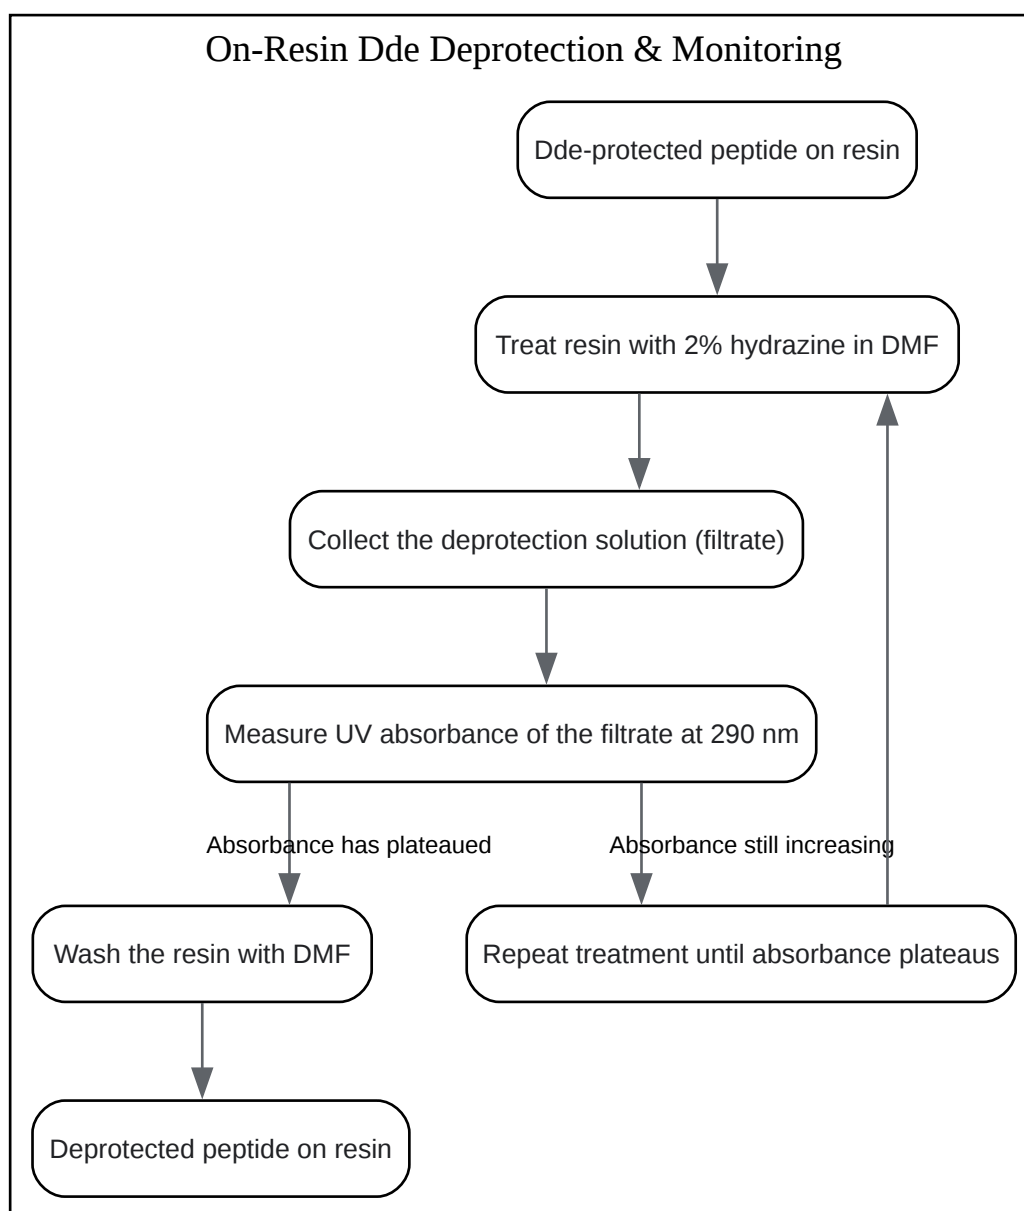 On-Resin Dde Deprotection & Monitoring
Dde-protected peptide on resin
Treat resin with 2% hydrazine in DMF
Collect the deprotection solution (filtrate)
Measure UV absorbance of the filtrate at 290 nm
Absorbance has plateaued
Absorbance still increasing
Wash the resin with DMF
Repeat treatment until absorbance plateaus
Deprotected peptide on resin